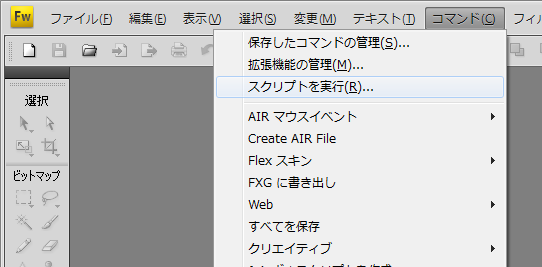 Fw ファイル(F) 編集(E) 表示(V) 選択(S) 変更(M) テキスト(T) コマンド(C) フィル
保存したコマンドの管理(S)...
拡張機能の管理(M)...
スクリプトを実行(R)...
選択
AIR マウスイベント
Create AIR File
Flex スキン
ビットマップ
FXG に書き出し
Web
すべてを保存
クリエイティブ